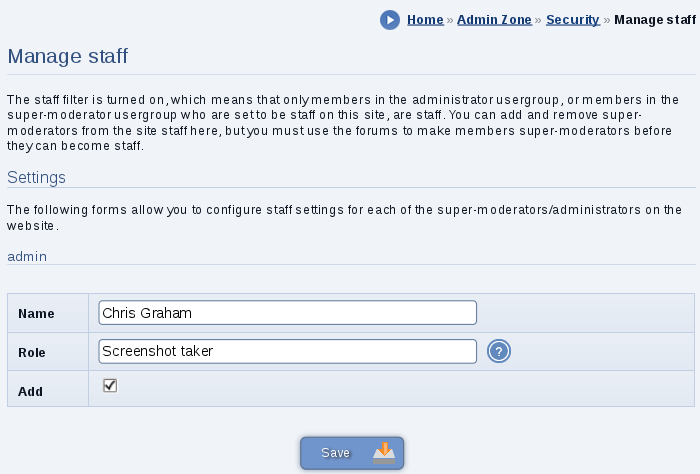 Home » Admin Zone » Security » Manage staff
Manage staff
The staff filter is turned on, which means that only members in the administrator usergroup, or members in the
super-moderator usergroup who are set to be staff on this site, are staff. You can add and remove super-
moderators from the site staff here, but you must use the forums to make members super-moderators before
they can become staff.
Settings
The following forms allow you to configure staff settings for each of the super-moderators/administrators on the
website.
admin
Name Chris Graham
Role Screenshot taker ?
Add
Save